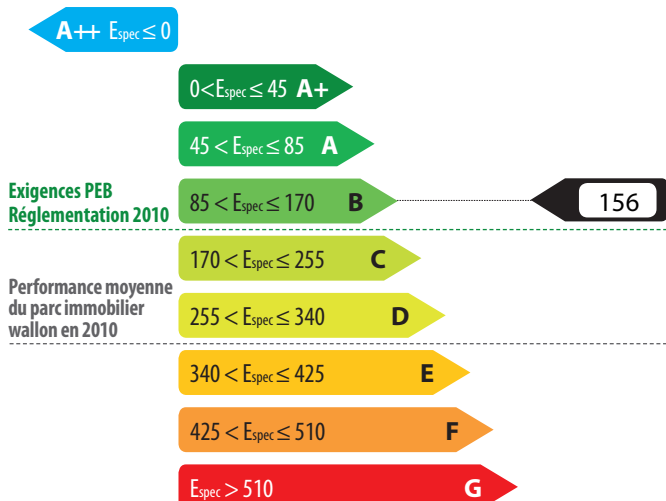 A++ Espec ≤ 0
0<Espec ≤ 45 A+
45 < Espec ≤ 85 A
Exigences PEB
Réglementation 2010
85 < Espec ≤ 170 B
156
170 < Espec ≤ 255 C
Performance moyenne
du parc immobilier
wallon en 2010
255 < Espec ≤ 340 D
340 < Espec ≤ 425 E
425 < Espec ≤ 510 F
Espec > 510 G